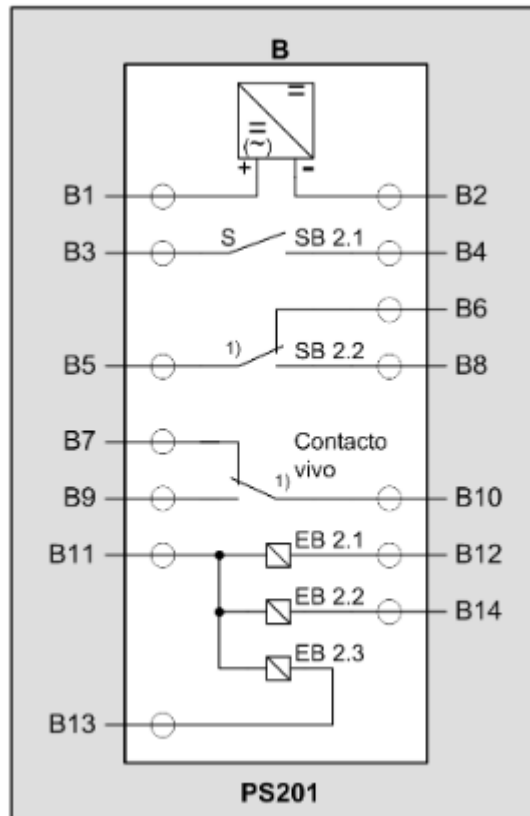 B
=
=
(~)
+ -
B1 B2
B3 S SB 2.1 B4
B6
B5 1) SB 2.2 B8
B7 Contacto
vivo
B9 1) B10
B11 EB 2.1 B12
EB 2.2 B14
EB 2.3
B13
PS201